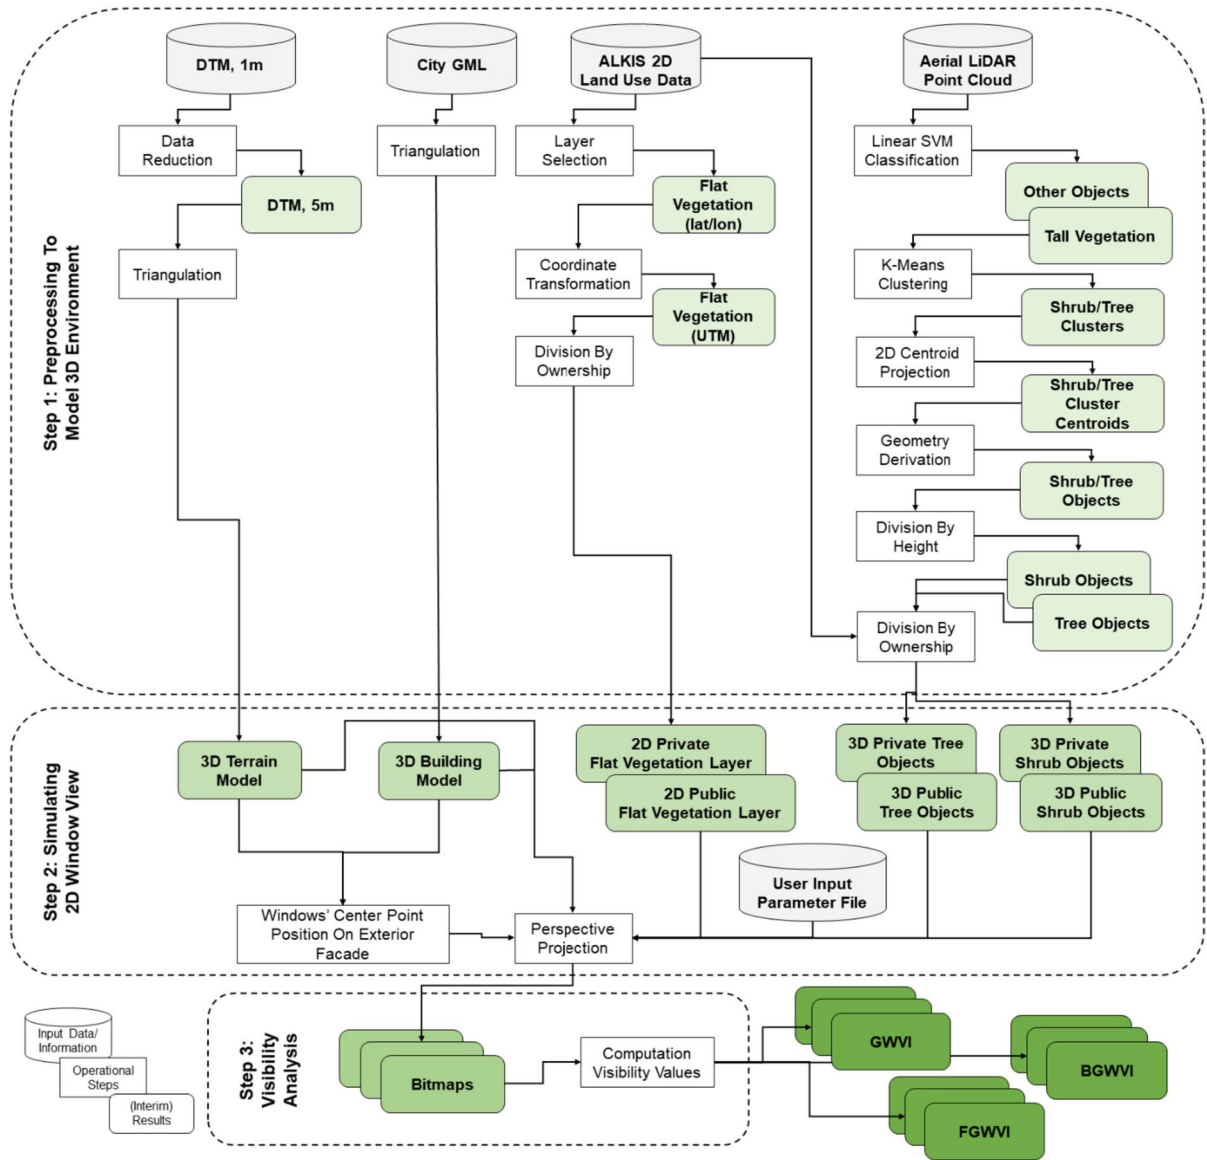 DTM, 1m
City GML
ALKIS 2D
Land Use Data
Aerial LiDAR
Point Cloud
Data
Reduction
Triangulation
Layer
Selection
Linear SVM
Classification
DTM, 5m
Flat
Vegetation
(lat/lon)
Other Objects
Tall Vegetation
Triangulation
Coordinate
Transformation
K-Means
Clustering
Flat
Vegetation
(UTM)
Shrub/Tree
Clusters
Division By
Ownership
2D Centroid
Projection
Shrub/Tree
Cluster
Centroids
Geometry
Derivation
Shrub/Tree
Objects
Division By
Height
Shrub Objects
Tree Objects
Division By
Ownership
Step 1: Preprocessing To
Model 3D Environment
3D Terrain
Model
3D Building
Model
2D Private
Flat Vegetation Layer
2D Public
Flat Vegetation Layer
3D Private Tree
Objects
3D Public
Tree Objects
3D Private
Shrub Objects
3D Public
Shrub Objects
User Input
Parameter File
Windows' Center Point
Position On Exterior
Facade
Perspective
Projection
Step 2: Simulating
2D Window View
Step 3:
Visibility
Analysis
Bitmaps
Computation
Visibility Values
GWVI
BGWVI
FGWVI
Input Data/
Information
Operational
Steps
(Interim)
Results